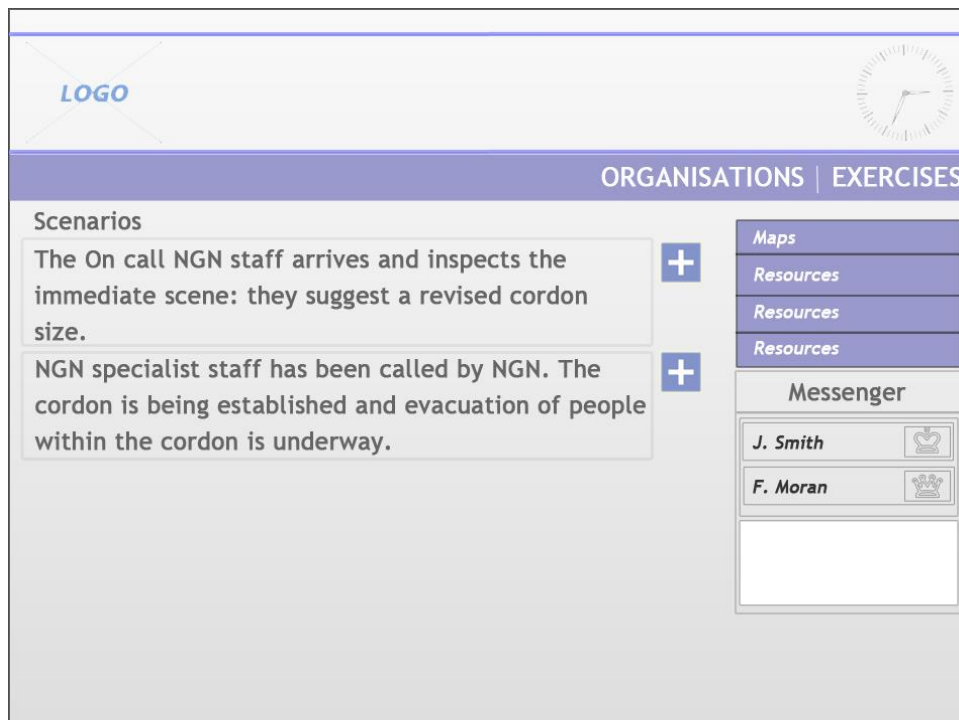 LOGO
ORGANISATIONS | EXERCISES
Scenarios
The On call NGN staff arrives and inspects the
immediate scene: they suggest a revised cordon
size.
NGN specialist staff has been called by NGN. The
cordon is being established and evacuation of people
within the cordon is underway.
Maps
Resources
Resources
Resources
Messenger
J. Smith
F. Moran